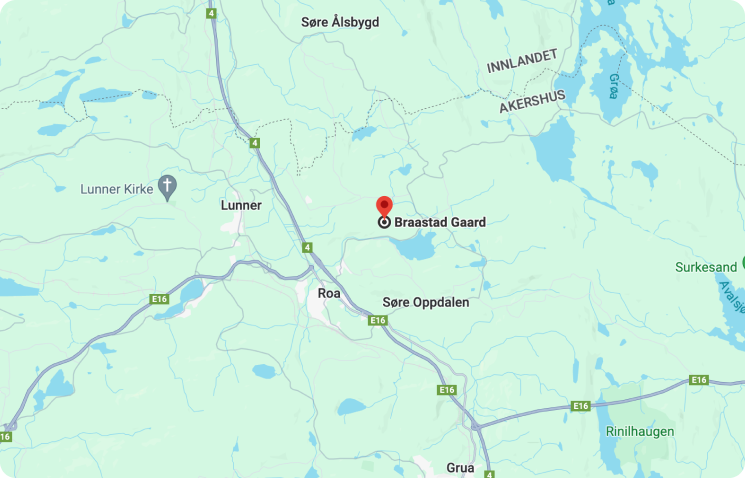 4
Søre Ålsbygd
INNLANDET
Grøa
AKERSHUS
4
Lunner Kirke
Lunner
Braastad Gaard
4
Surkesand
E16
Roa
Søre Oppdalen
Avalsjø
E16
E16
E16
E16
16
Rinilhaugen
Grua
4